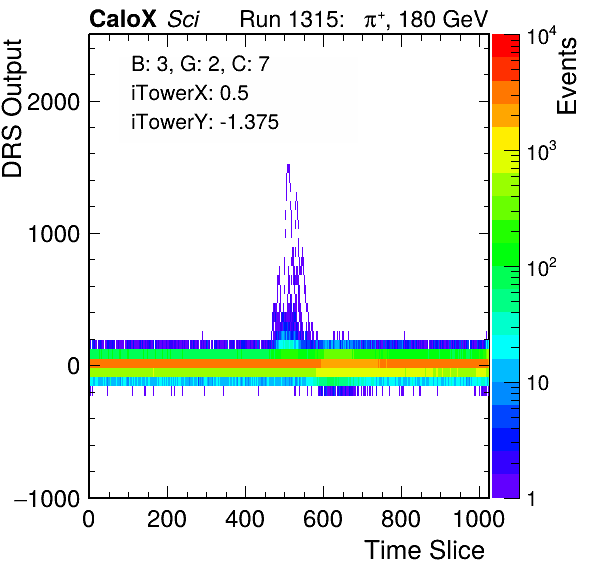 CaloX Sci Run 1315: π⁺, 180 GeV
B: 3, G: 2, C: 7
iTowerX: 0.5
iTowerY: -1.375
DRS Output
2000
1000
0
−1000
0 200 400 600 800 1000
Time Slice
Events
10⁴
10³
10²
10
1